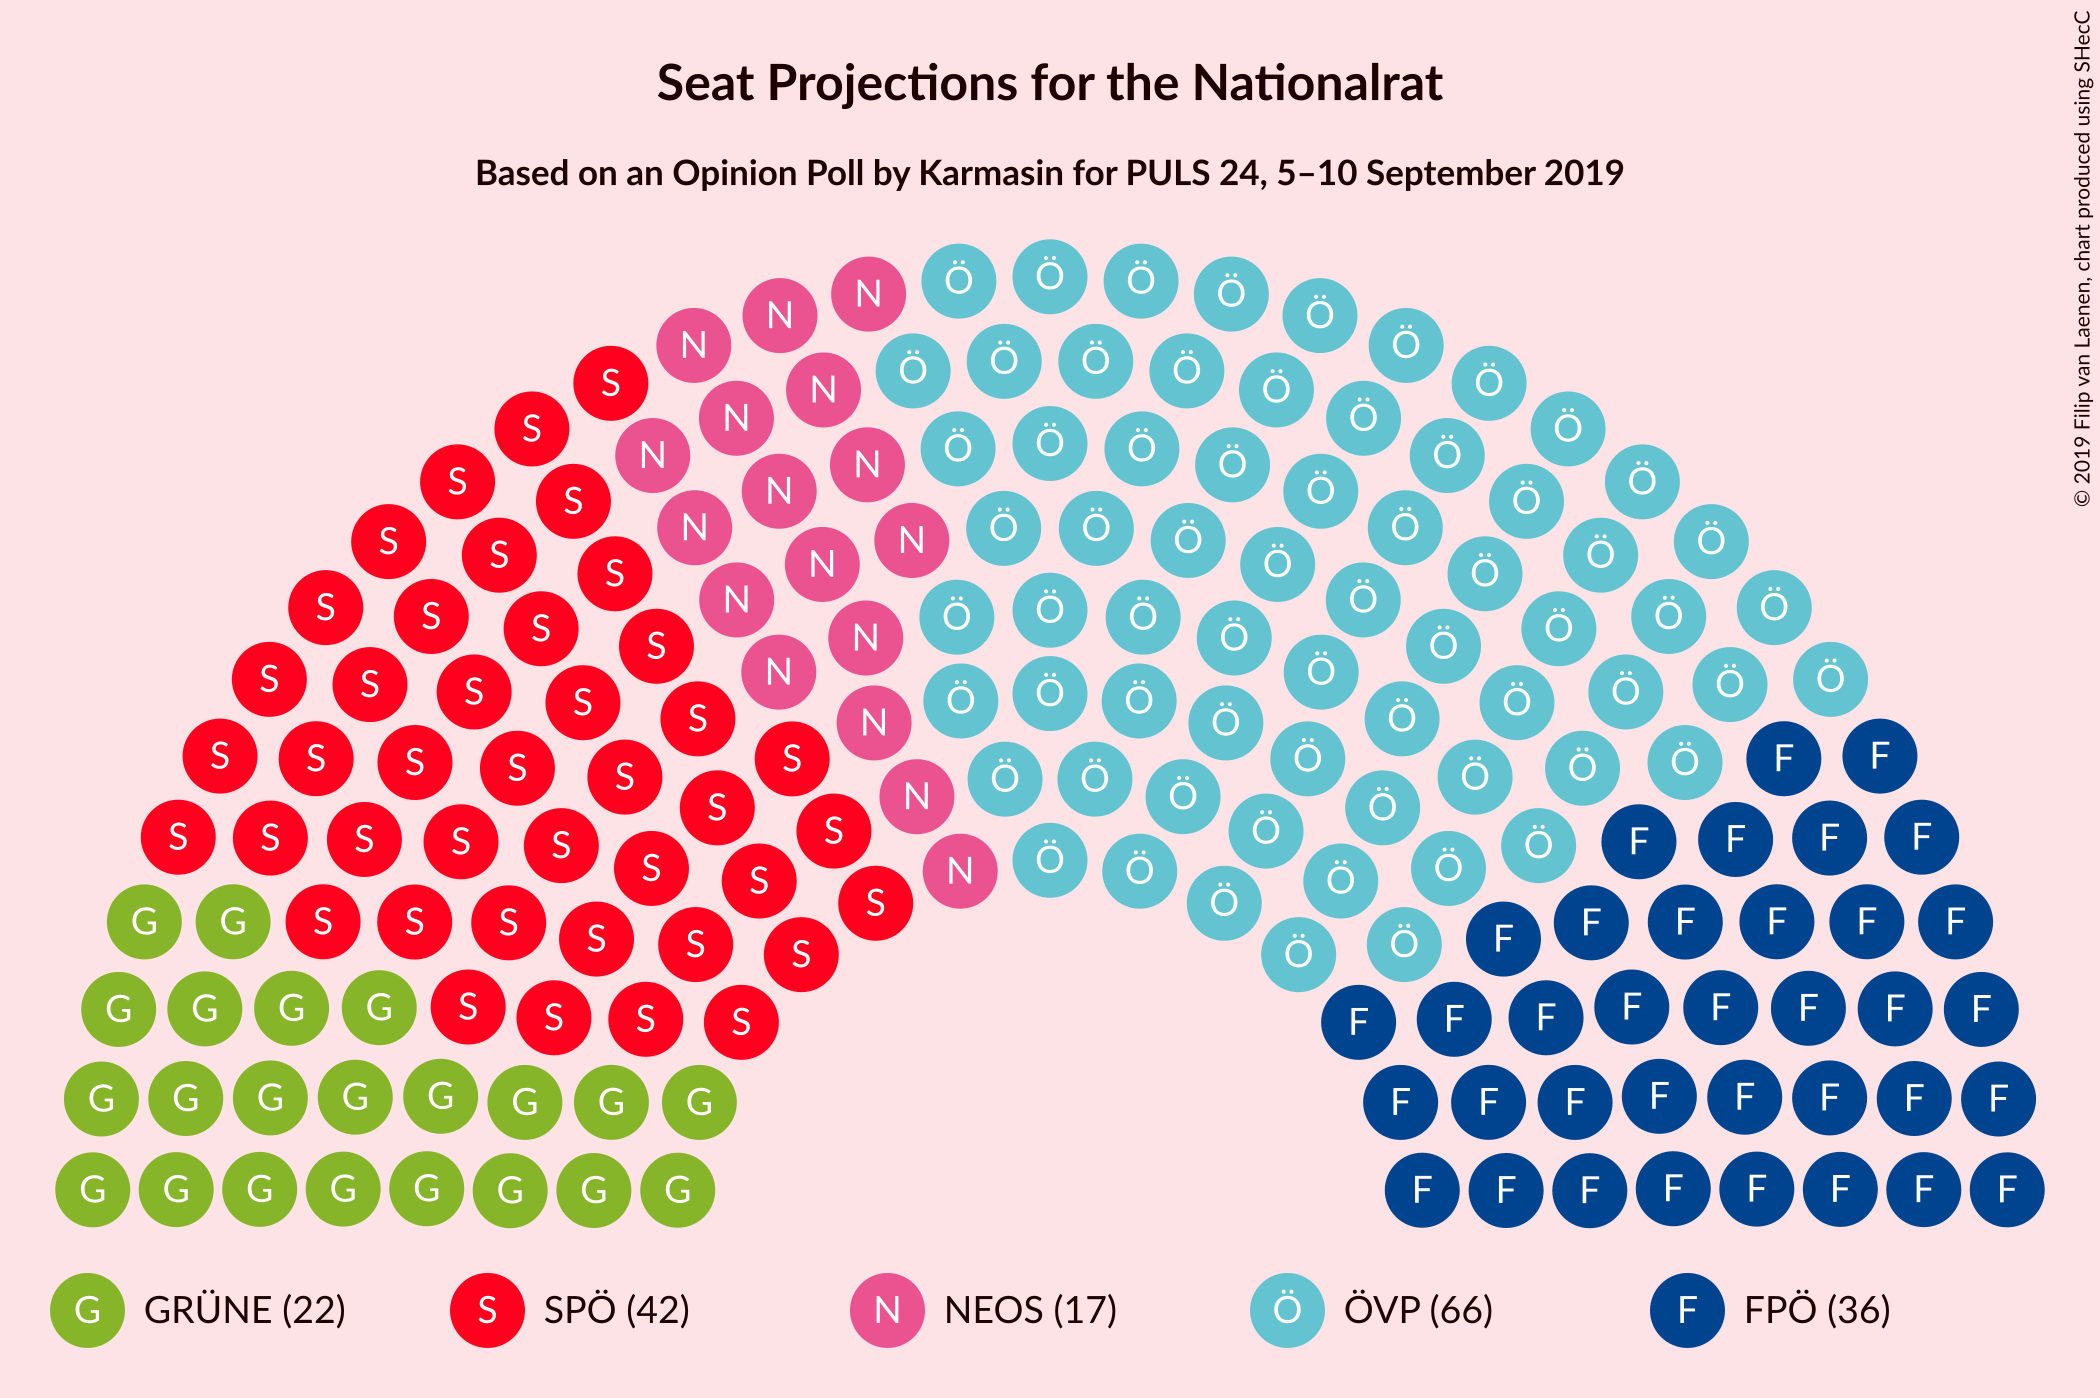 Seat Projections for the Nationalrat
Based on an Opinion Poll by Karmasin for PULS 24, 5–10 September 2019
© 2019 Filip van Laenen, chart produced using SHecC
N N N Ö Ö Ö Ö Ö Ö Ö Ö Ö Ö Ö Ö
S S S S S S S S
G G G G
F F F F F F
S S N N N Ö Ö Ö Ö Ö Ö Ö Ö Ö Ö Ö
G GRÜNE (22)
S SPÖ (42)
N NEOS (17)
Ö ÖVP (66)
F FPÖ (36)